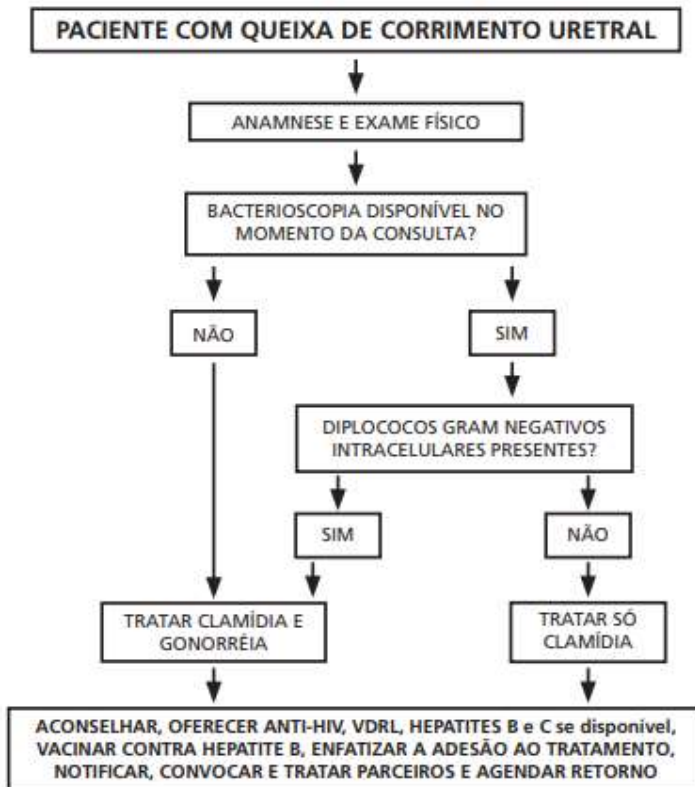 PACIENTE COM QUEIXA DE CORRIMENTO URETRAL
ANAMNESE E EXAME FÍSICO
BACTERIOSCOPIA DISPONÍVEL NO
MOMENTO DA CONSULTA?
NÃO
SIM
DIPLOCOCOS GRAM NEGATIVOS
INTRACELULARES PRESENTES?
SIM
NÃO
TRATAR CLAMÍDIA E
GONORRÉIA
TRATAR SÓ
CLAMÍDIA
ACONSELHAR, OFERECER ANTI-HIV, VDRL, HEPATITES B e C se disponível,
VACINAR CONTRA HEPATITE B, ENFATIZAR A ADESÃO AO TRATAMENTO,
NOTIFICAR, CONVOCAR E TRATAR PARCEIROS E AGENDAR RETORNO